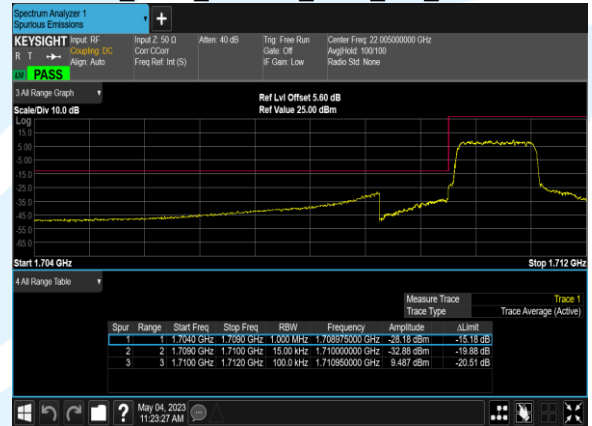 Spectrum Analyzer 1
Spurious Emissions
KEYSIGHT Input: RF Input Z: 50 Ω Atten: 40 dB Trig: Free Run Center Freq: 22.005000000 GHz
R T Coupling: DC Corr CCorr Gate: Off Avg|Hold: 100/100
Align: Auto Freq Ref: Int (S) IF Gain: Low Radio Std: None
PASS
3 All Range Graph
Ref Lvl Offset 5.60 dB
Scale/Div 10.0 dB Ref Value 25.00 dBm
Log
15.0
5.00
-5.00
-15.0
-25.0
-35.0
-45.0
-55.0
-65.0
Start 1.704 GHz Stop 1.712 GHz
4 All Range Table
Measure Trace Trace 1
Trace Type Trace Average (Active)
Spur Range Start Freq Stop Freq RBW Frequency Amplitude ΔLimit
1 1 1.7040 GHz 1.7090 GHz 1.000 MHz 1.708975000 GHz -28.18 dBm -15.18 dB
2 2 1.7090 GHz 1.7100 GHz 15.00 kHz 1.710000000 GHz -32.88 dBm -19.88 dB
3 3 1.7100 GHz 1.7120 GHz 100.0 kHz 1.710950000 GHz 9.487 dBm -20.51 dB
May 04, 2023
11:23:27 AM